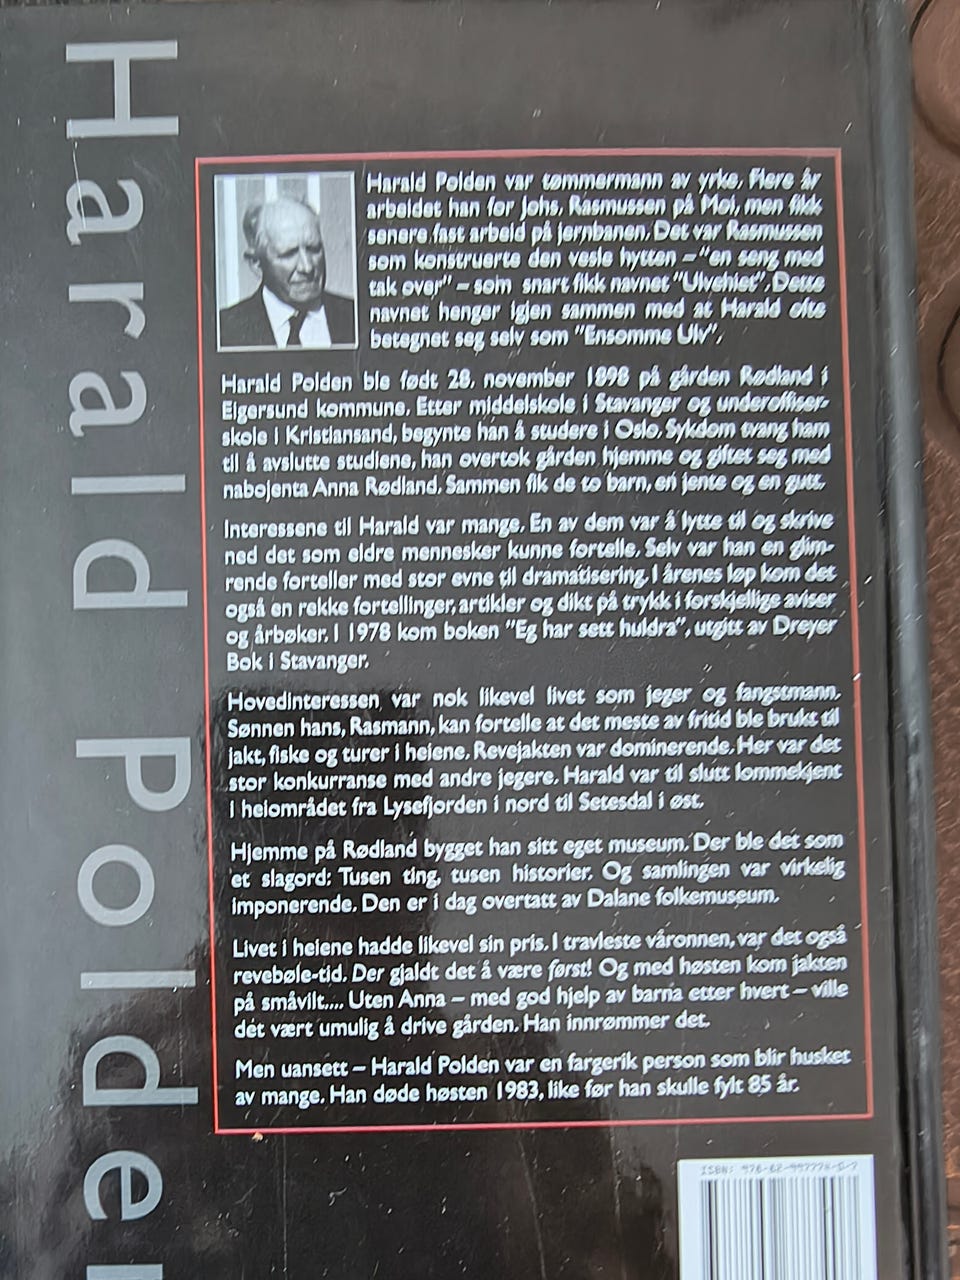 Harald Polden
Harald Polden var tømmermann av yrke. Flere år
arbeidet han for Johs. Rasmussen på Moi, men fikk
senere fast arbeid på jernbanen. Det var Rasmussen
som konstruerte den vesle hytten – "en seng med
tak over" – som snart fikk navnet "Ulvehiet". Dette
navnet henger igjen sammen med at Harald ofte
betegnet seg selv som "Ensomme Ulv".
Harald Polden ble født 28. november 1898 på gården Rødland i
Eigersund kommune. Etter middelskole i Stavanger og underoffiser-
skole i Kristiansand, begynte han å studere i Oslo. Sykdom tvang ham
til å avslutte studiene, han overtok gården hjemme og giftet seg med
nabojenta Anna Rødland. Sammen fik de to barn, en jente og en gutt.
Interessene til Harald var mange. En av dem var å lytte til og skrive
ned det som eldre mennesker kunne fortelle. Selv var han en glim-
rende forteller med stor evne til dramatisering. I årenes løp kom det
også en rekke fortellinger, artikler og dikt på trykk i forskjellige aviser
og årbøker. I 1978 kom boken "Eg har sett huldra", utgitt av Dreyer
Bok i Stavanger.
Hovedinteressen var nok likevel livet som jeger og fangstmann.
Sønnen hans, Rasmann, kan fortelle at det meste av fritid ble brukt til
jakt, fiske og turer i heiene. Revejakten var dominerende. Her var det
stor konkurranse med andre jegere. Harald var til slutt lommekjent
i heiområdet fra Lysefjorden i nord til Setesdal i øst.
Hjemme på Rødland bygget han sitt eget museum. Der ble det som
et slagord: Tusen ting, tusen historier. Og samlingen var virkelig
imponerende. Den er i dag overtatt av Dalane folkemuseum.
Livet i heiene hadde likevel sin pris. I travleste våronnen, var det også
revebøle-tid. Der gjaldt det å være først! Og med høsten kom jakten
på småvilt.... Uten Anna – med god hjelp av barna etter hvert – ville
det vært umulig å drive gården. Han innrømmer det.
Men uansett – Harald Polden var en fargerik person som blir husket
av mange. Han døde høsten 1983, like før han skulle fylt 85 år.
ISBN: